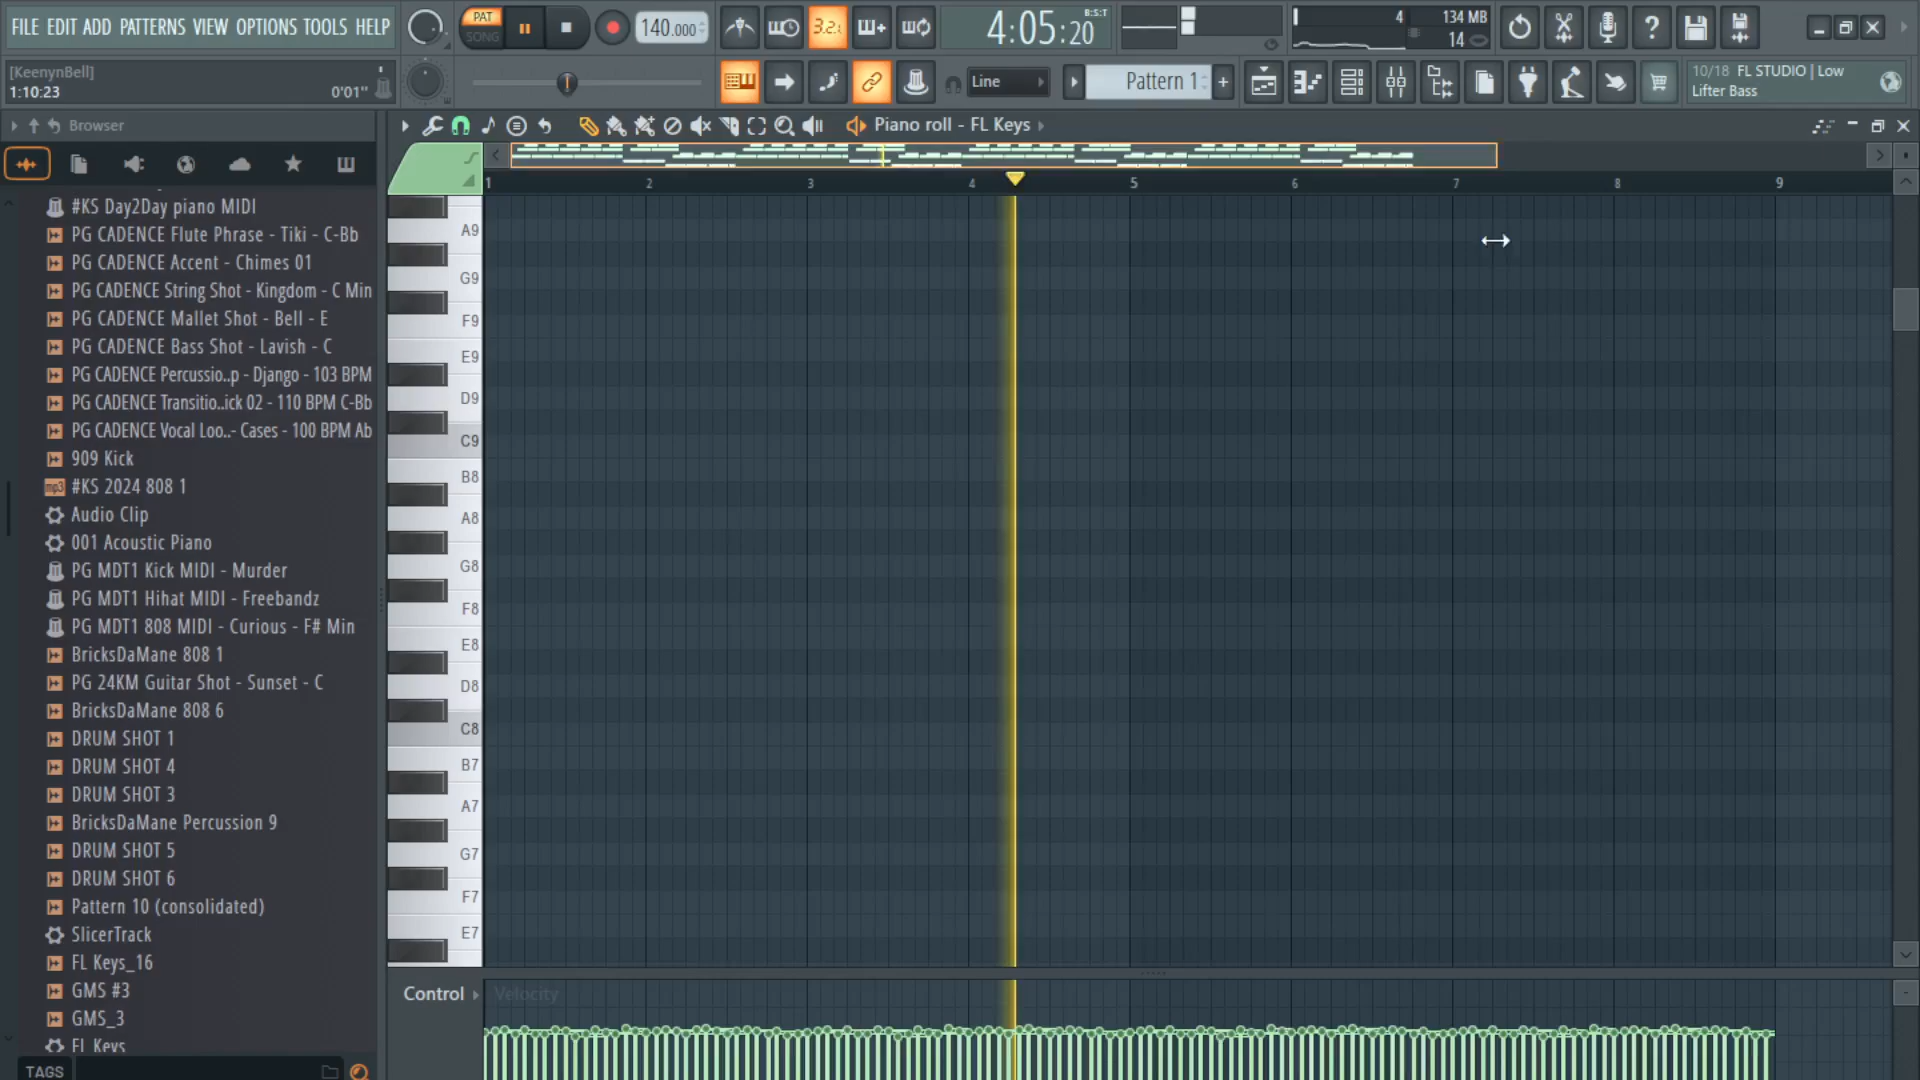 FILE EDIT ADD PATTERNS VIEW OPTIONS TOOLS HELP
PAT
SONG
140.000
3.2.
4:05:20
B:S:T
4
134 MB
14
[KeenynBell]
1:10:23
0'01"
Line
Pattern 1
+
10/18 FL STUDIO | Low
Lifter Bass
Browser
Piano roll - FL Keys
1
2
3
4
5
6
7
8
9
#KS Day2Day piano MIDI
PG CADENCE Flute Phrase - Tiki - C-Bb
PG CADENCE Accent - Chimes 01
PG CADENCE String Shot - Kingdom - C Min
PG CADENCE Mallet Shot - Bell - E
PG CADENCE Bass Shot - Lavish - C
PG CADENCE Percussio..p - Django - 103 BPM
PG CADENCE Transitio..ick 02 - 110 BPM C-Bb
PG CADENCE Vocal Loo..- Cases - 100 BPM Ab
909 Kick
mp3
#KS 2024 808 1
Audio Clip
001 Acoustic Piano
PG MDT1 Kick MIDI - Murder
PG MDT1 Hihat MIDI - Freebandz
PG MDT1 808 MIDI - Curious - F# Min
BricksDaMane 808 1
PG 24KM Guitar Shot - Sunset - C
BricksDaMane 808 6
DRUM SHOT 1
DRUM SHOT 4
DRUM SHOT 3
BricksDaMane Percussion 9
DRUM SHOT 5
DRUM SHOT 6
Pattern 10 (consolidated)
SlicerTrack
FL Keys_16
GMS #3
GMS_3
FL Keys
TAGS
A9
G9
F9
E9
D9
C9
B8
A8
G8
F8
E8
D8
C8
B7
A7
G7
F7
E7
Control
Velocity